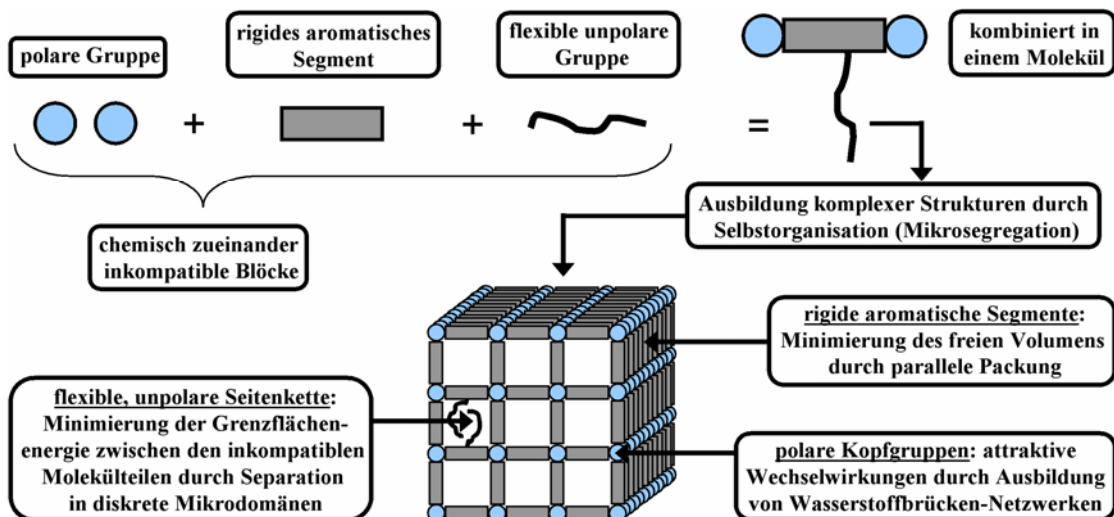 polare Gruppe
rigides aromatisches
Segment
flexible unpolare
Gruppe
kombiniert in
einem Molekül
+
+
=
chemisch zueinander
inkompatible Blöcke
Ausbildung komplexer Strukturen durch
Selbstorganisation (Mikrosegregation)
rigide aromatische Segmente:
Minimierung des freien Volumens
durch parallele Packung
flexible, unpolare Seitenkette:
Minimierung der Grenzflächen-
energie zwischen den inkompatiblen
Molekülteilen durch Separation
in diskrete Mikrodomänen
polare Kopfgruppen: attraktive
Wechselwirkungen durch Ausbildung
von Wasserstoffbrücken-Netzwerken